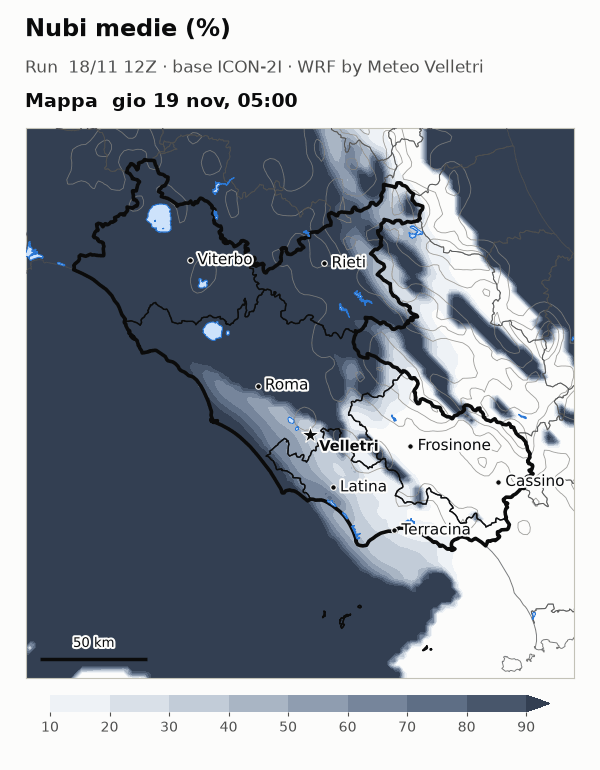 Nubi medie (%)
Run  18/11 12Z · base ICON-2I · WRF by Meteo Velletri
Mappa  gio 19 nov, 05:00
Viterbo
Rieti
Roma
Velletri
Frosinone
Latina
Cassino
Terracina
50 km
10 20 30 40 50 60 70 80 90